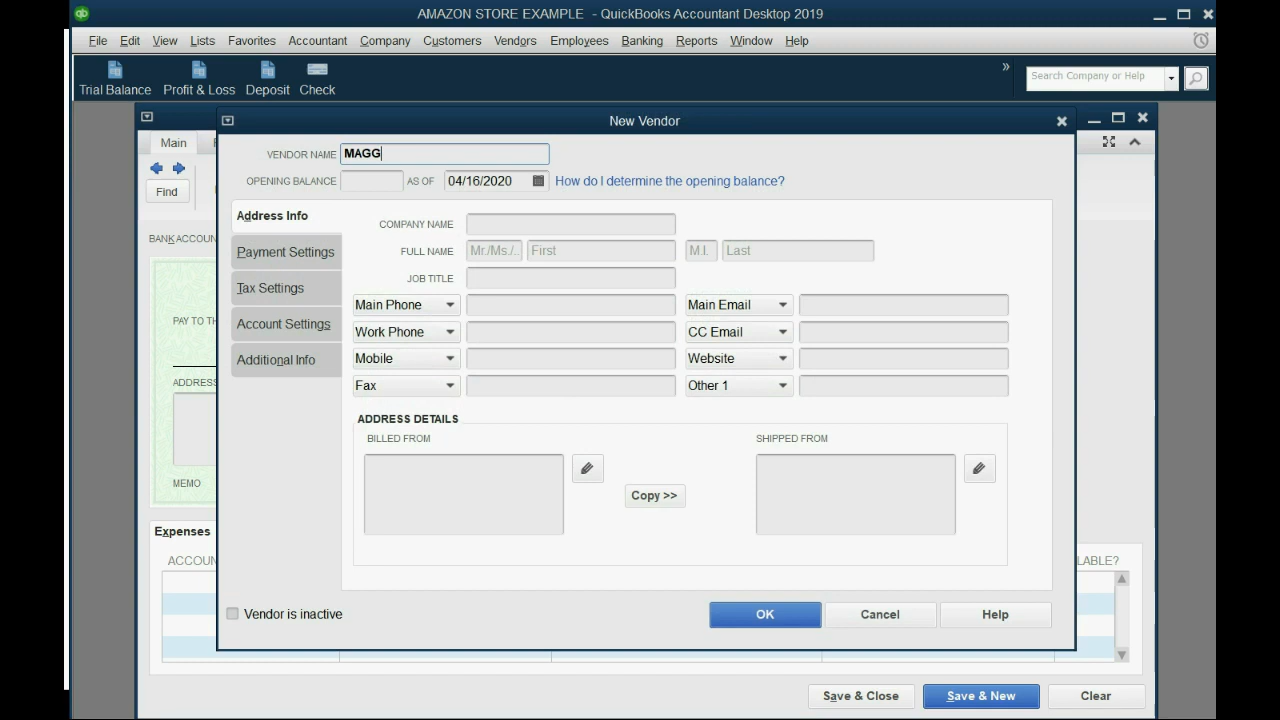 AMAZON STORE EXAMPLE - QuickBooks Accountant Desktop 2019
File Edit View Lists Favorites Accountant Company Customers Vendors Employees Banking Reports Window Help
Trial Balance Profit & Loss Deposit Check
» Search Company or Help
New Vendor
Main
Find
VENDOR NAME MAGG
OPENING BALANCE AS OF 04/16/2020 How do I determine the opening balance?
Address Info
Payment Settings
Tax Settings
Account Settings
Additional Info
COMPANY NAME
FULL NAME Mr./Ms./.. First M.I. Last
JOB TITLE
Main Phone Main Email
Work Phone CC Email
Mobile Website
Fax Other 1
ADDRESS DETAILS
BILLED FROM SHIPPED FROM
Copy >>
Vendor is inactive
OK Cancel Help
BANK ACCOUN
PAY TO TH
ADDRESS
MEMO
Expenses
ACCOUN LABLE?
Save & Close Save & New Clear